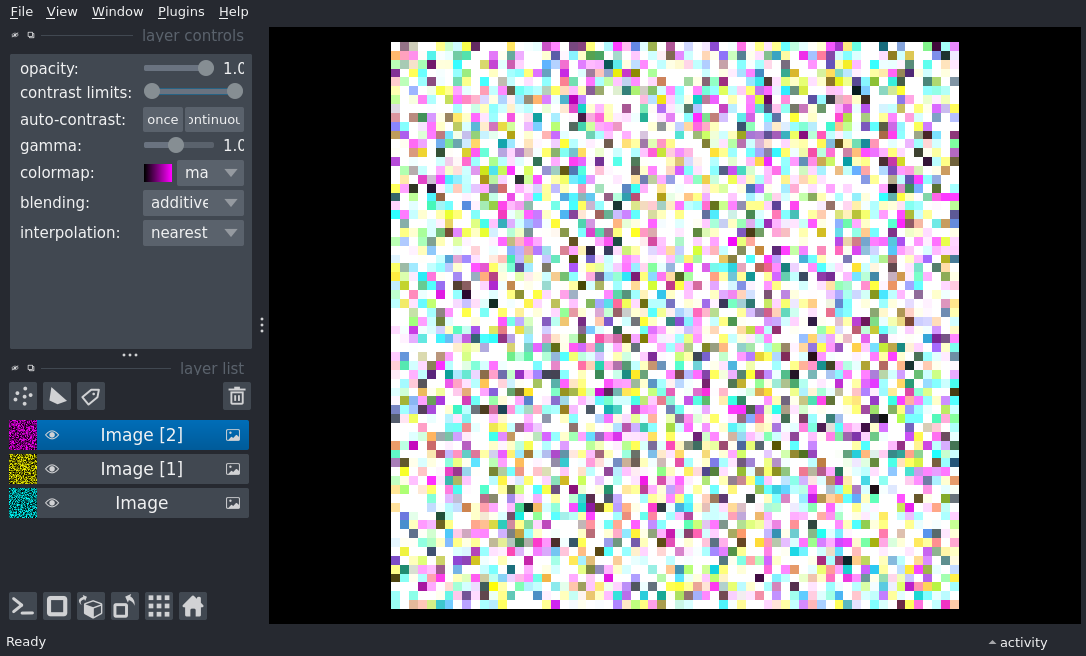 File View Window Plugins Help
layer controls
opacity: 1.0
contrast limits:
auto-contrast: once ontinuou
gamma: 1.0
colormap: ma
blending: additive
interpolation: nearest
layer list
Image [2]
Image [1]
Image
Ready activity